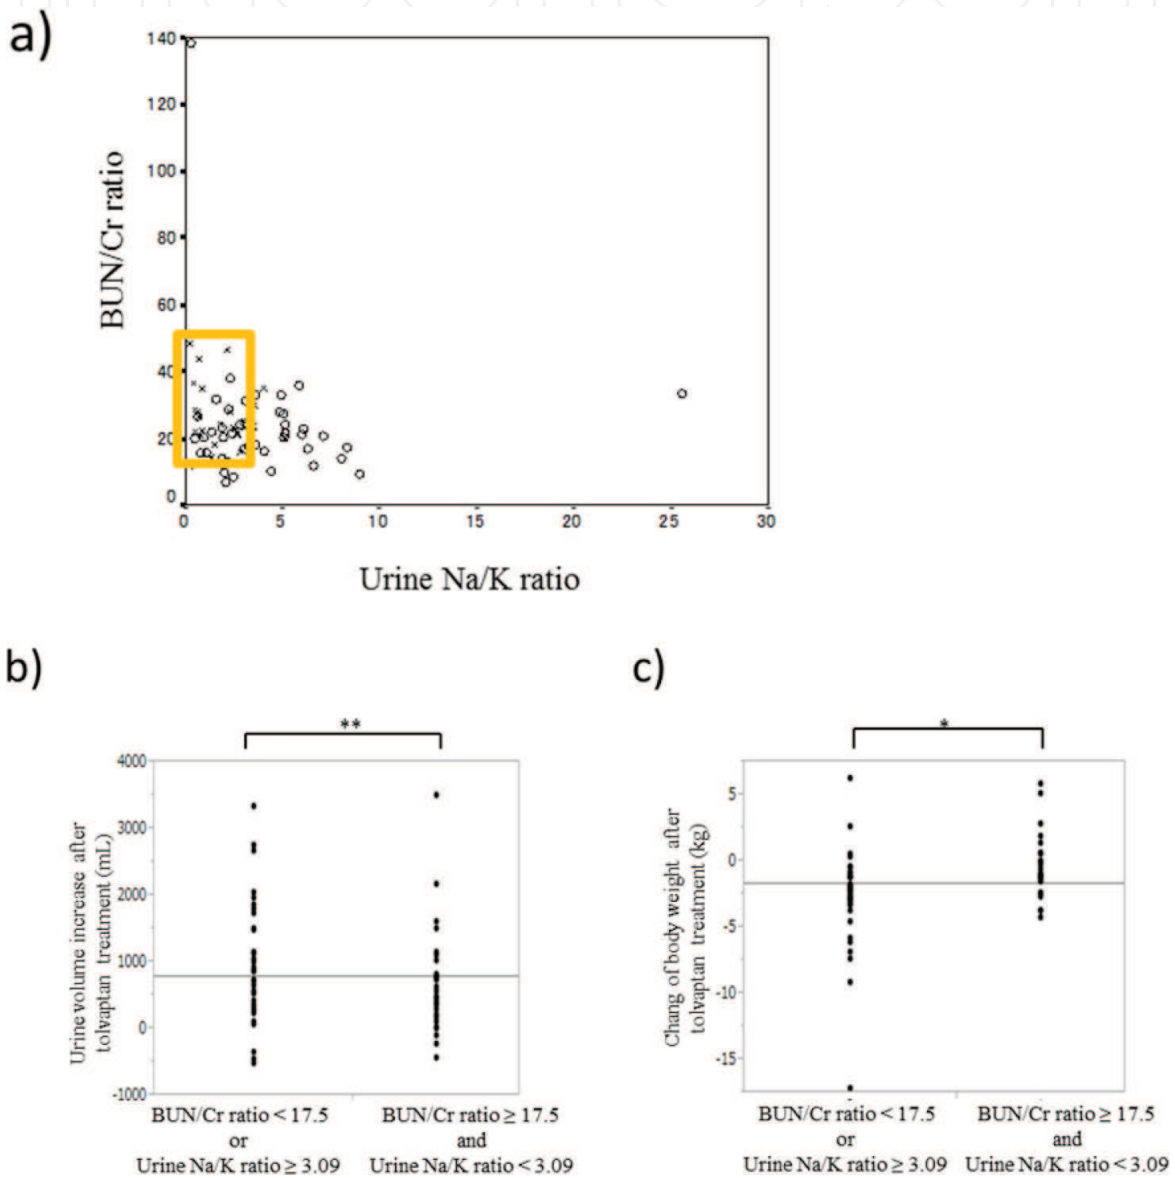 a)
140
120
100
80
60
40
20
0
BUN/Cr ratio
0 5 10 15 20 25 30
Urine Na/K ratio
b)
**
4000
3000
2000
1000
0
-1000
Urine volume increase after
tolvaptan treatment (mL)
BUN/Cr ratio < 17.5
or
Urine Na/K ratio ≥ 3.09
BUN/Cr ratio ≥ 17.5
and
Urine Na/K ratio < 3.09
c)
*
5
0
-5
-10
-15
Chang of body weight after
tolvaptan treatment (kg)
BUN/Cr ratio < 17.5
or
Urine Na/K ratio ≥ 3.09
BUN/Cr ratio ≥ 17.5
and
Urine Na/K ratio < 3.09